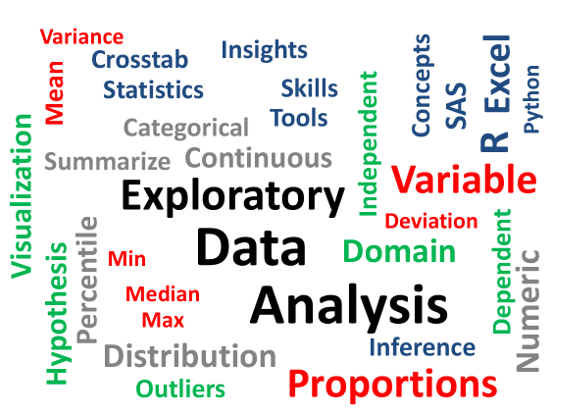 Variance
Crosstab
Insights
Mean
Statistics
Skills
Tools
Concepts
SAS
R Excel
Python
Categorical
Independent
Summarize
Continuous
Visualization
Exploratory
Variable
Deviation
Data
Domain
Dependent
Numeric
Percentile
Hypothesis
Min
Median
Max
Analysis
Inference
Distribution
Outliers
Proportions